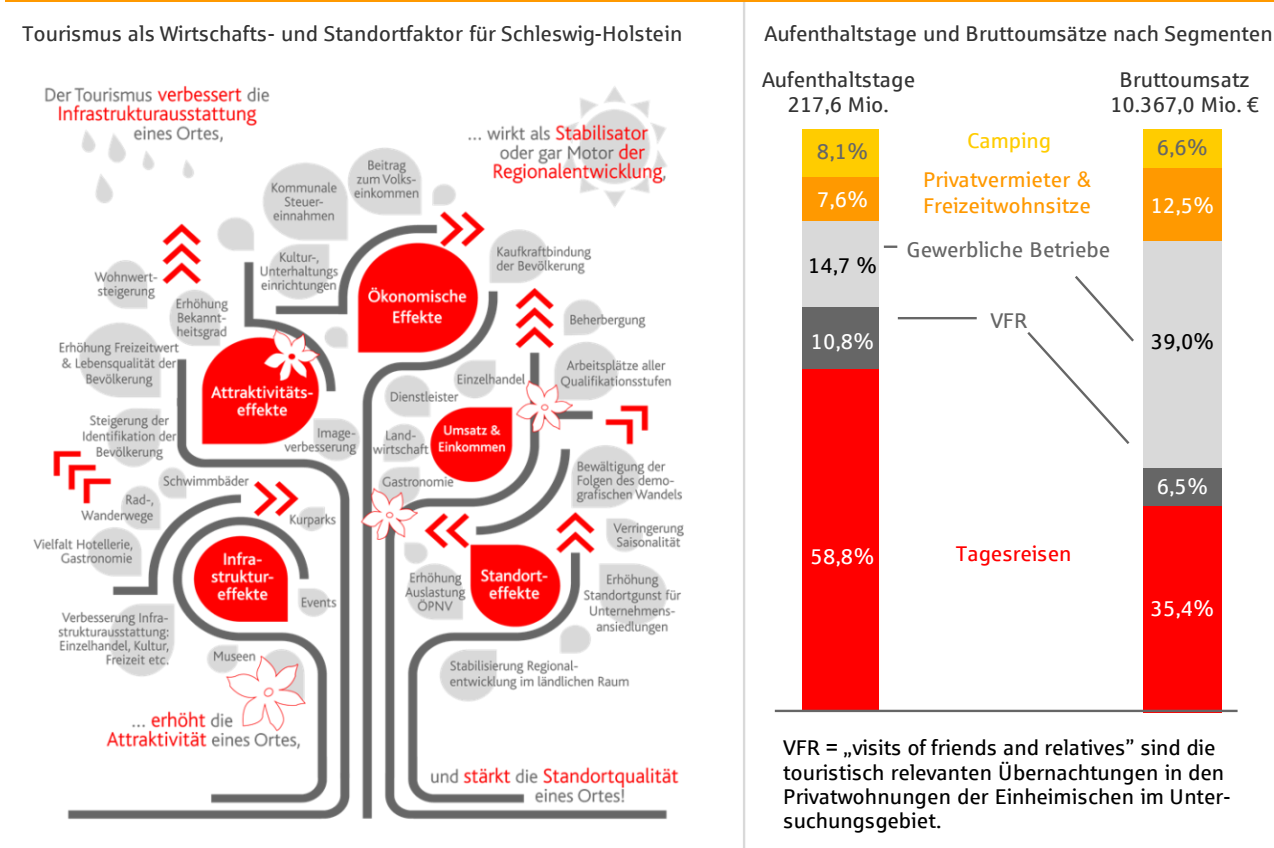 Tourismus als Wirtschafts- und Standortfaktor für Schleswig-Holstein
Der Tourismus verbessert die
Infrastrukturausstattung
eines Ortes,
... wirkt als Stabilisator
oder gar Motor der
Regionalentwicklung,
Beitrag
zum Volks-
einkommen
Kommunale
Steuer-
einnahmen
Kultur-,
Unterhaltungs
einrichtungen
Kaufkraftbindung
der Bevölkerung
Ökonomische
Effekte
Wohnwert-
steigerung
Erhöhung
Bekannt-
heitsgrad
Beherbergung
Erhöhung Freizeitwert
& Lebensqualität der
Bevölkerung
Attraktivitäts-
effekte
Arbeitsplätze aller
Qualifikationsstufen
Einzelhandel
Dienstleister
Steigerung der
Identifikation der
Bevölkerung
Image-
verbesserung
Land-
wirtschaft
Umsatz &
Einkommen
Gastronomie
Bewältigung der
Folgen des demo-
grafischen Wandels
Schwimmbäder
Rad-,
Wanderwege
Kurparks
Verringerung
Saisonalität
Vielfalt Hotellerie,
Gastronomie
Infra-
struktur-
effekte
Events
Erhöhung
Auslastung
ÖPNV
Standort-
effekte
Erhöhung
Standortgunst für
Unternehmens-
ansiedlungen
Verbesserung Infra-
strukturausstattung:
Einzelhandel, Kultur,
Freizeit etc.
Museen
Stabilisierung Regional-
entwicklung im ländlichen Raum
... erhöht die
Attraktivität eines Ortes,
und stärkt die Standortqualität
eines Ortes!
Aufenthaltstage und Bruttoumsätze nach Segmenten
Aufenthaltstage
217,6 Mio.
Bruttoumsatz
10.367,0 Mio. €
8,1%
Camping
6,6%
7,6%
Privatvermieter &
Freizeitwohnsitze
12,5%
14,7 %
Gewerbliche Betriebe
39,0%
10,8%
VFR
6,5%
58,8%
Tagesreisen
35,4%
VFR = „visits of friends and relatives” sind die
touristisch relevanten Übernachtungen in den
Privatwohnungen der Einheimischen im Unter-
suchungsgebiet.